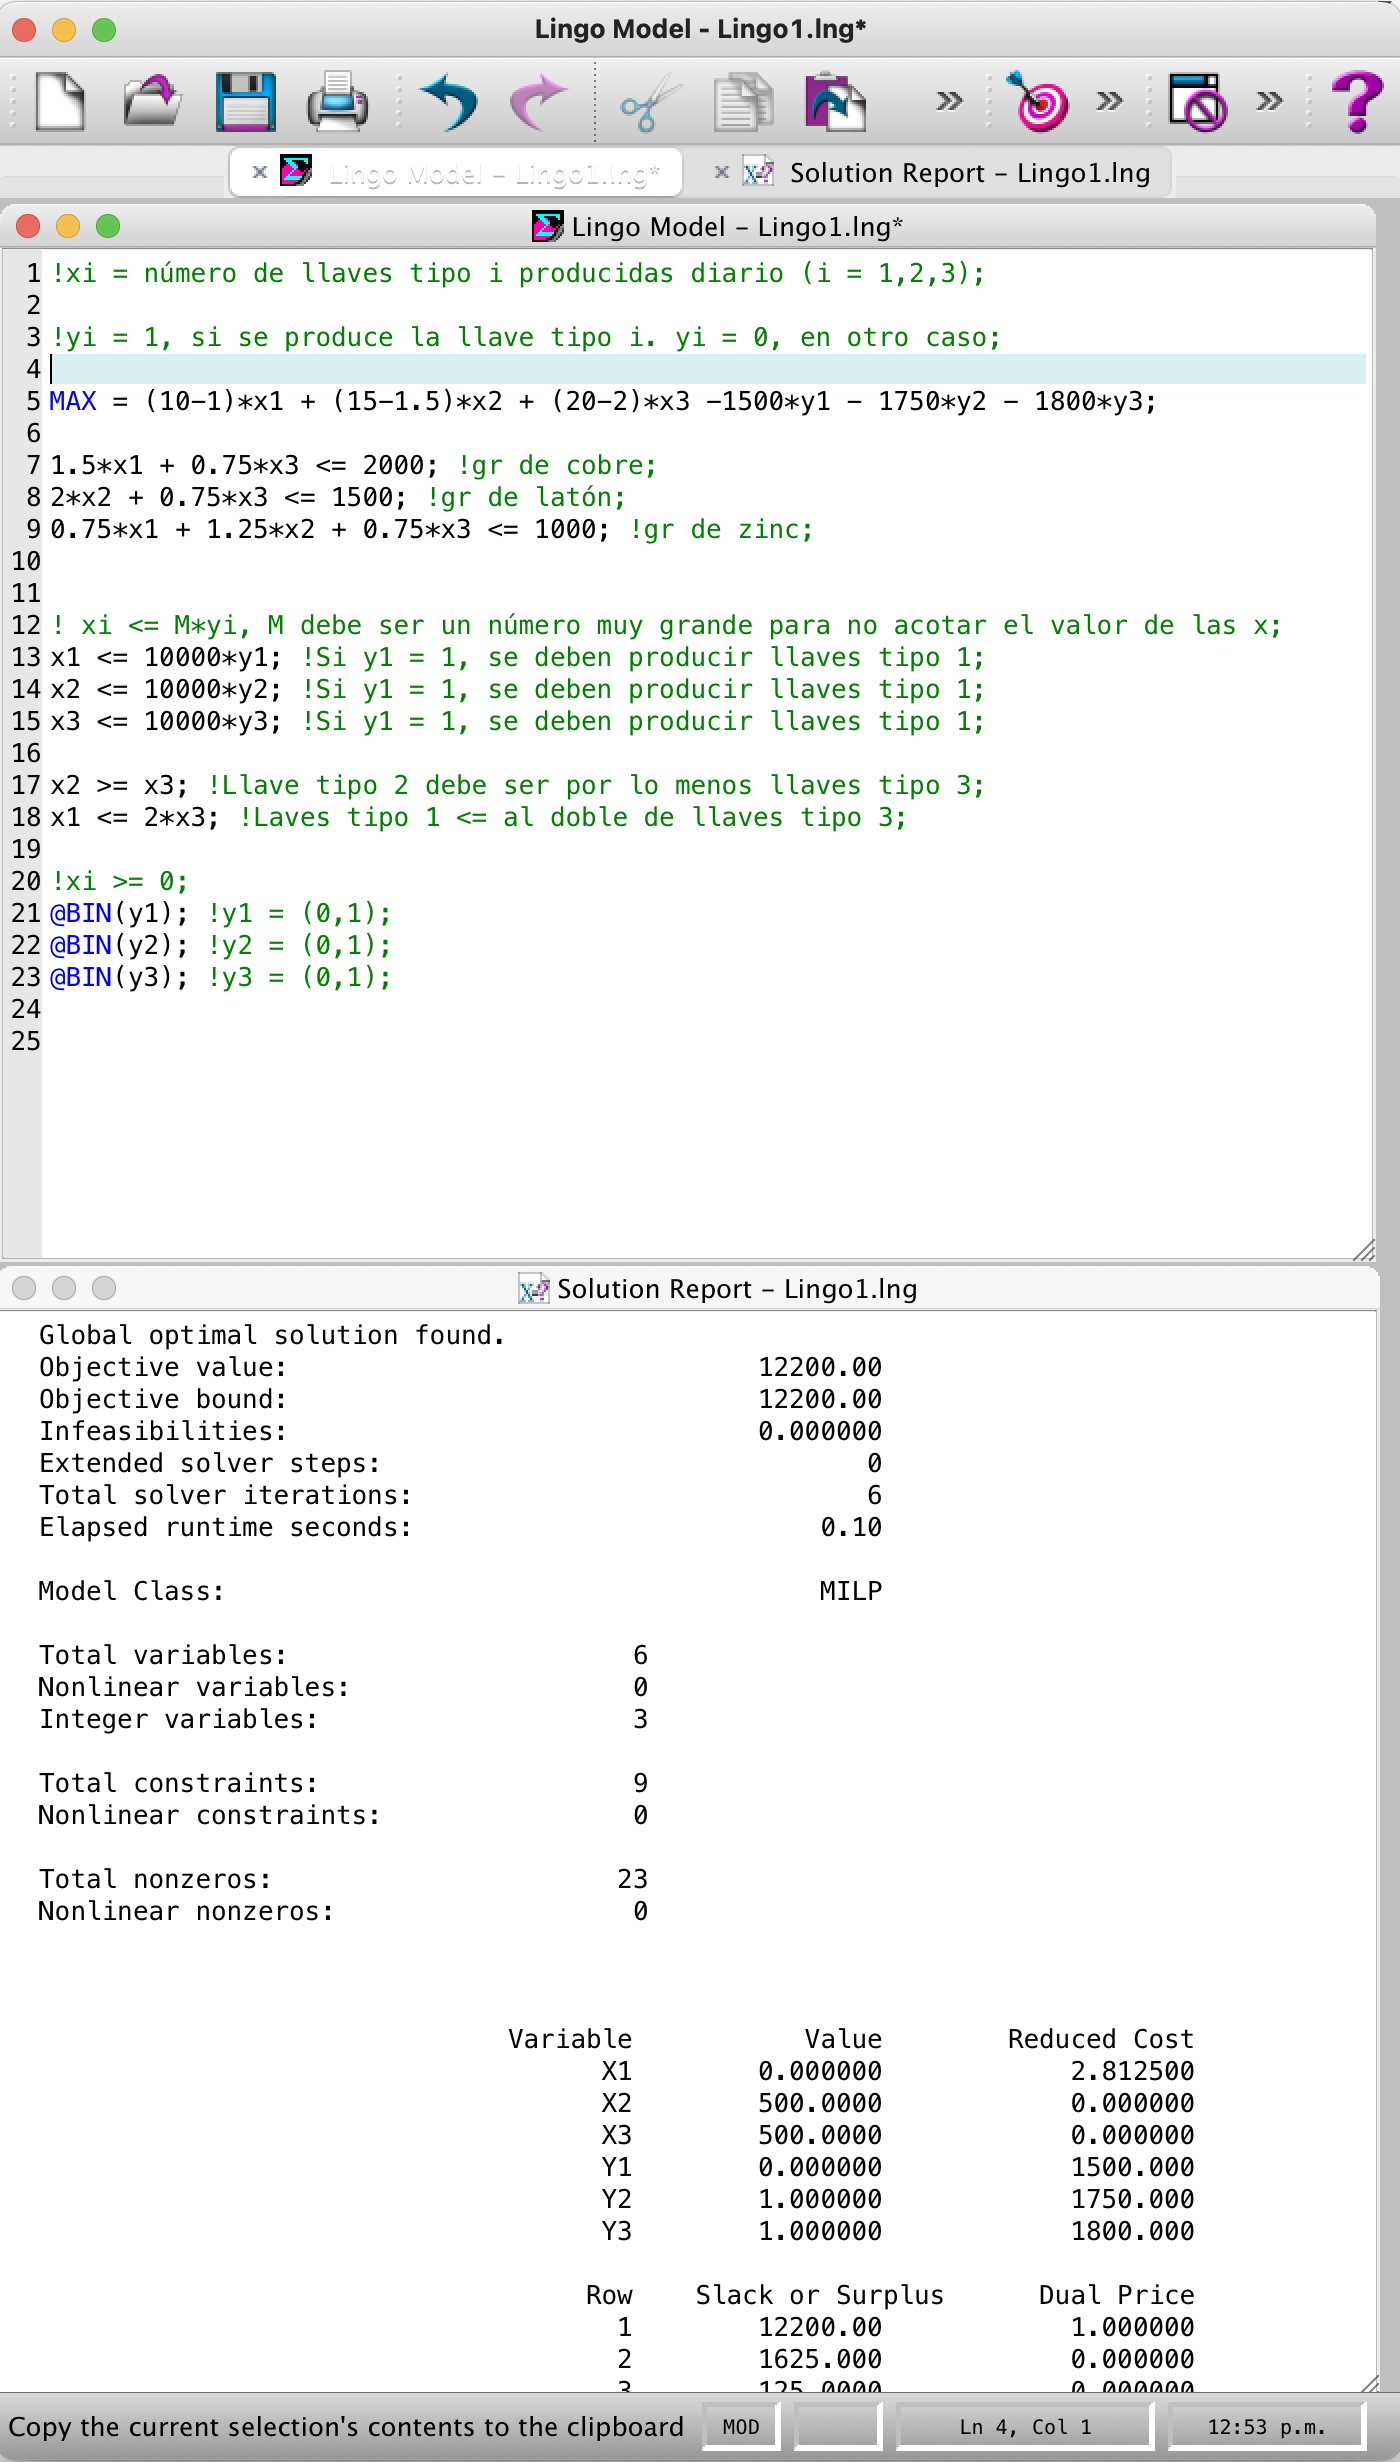 Lingo Model - Lingo1.lng*
Lingo Model – Lingo1.lng*
Solution Report – Lingo1.lng
Lingo Model – Lingo1.lng*
1 !xi = número de llaves tipo i producidas diario (i = 1,2,3);
2
3 !yi = 1, si se produce la llave tipo i. yi = 0, en otro caso;
4
5 MAX = (10-1)*x1 + (15-1.5)*x2 + (20-2)*x3 -1500*y1 - 1750*y2 - 1800*y3;
6
7 1.5*x1 + 0.75*x3 <= 2000; !gr de cobre;
8 2*x2 + 0.75*x3 <= 1500; !gr de latón;
9 0.75*x1 + 1.25*x2 + 0.75*x3 <= 1000; !gr de zinc;
10
11
12 ! xi <= M*yi, M debe ser un número muy grande para no acotar el valor de las x;
13 x1 <= 10000*y1; !Si y1 = 1, se deben producir llaves tipo 1;
14 x2 <= 10000*y2; !Si y1 = 1, se deben producir llaves tipo 1;
15 x3 <= 10000*y3; !Si y1 = 1, se deben producir llaves tipo 1;
16
17 x2 >= x3; !Llave tipo 2 debe ser por lo menos llaves tipo 3;
18 x1 <= 2*x3; !Laves tipo 1 <= al doble de llaves tipo 3;
19
20 !xi >= 0;
21 @BIN(y1); !y1 = (0,1);
22 @BIN(y2); !y2 = (0,1);
23 @BIN(y3); !y3 = (0,1);
24
25
Solution Report – Lingo1.lng
Global optimal solution found.
Objective value: 12200.00
Objective bound: 12200.00
Infeasibilities: 0.000000
Extended solver steps: 0
Total solver iterations: 6
Elapsed runtime seconds: 0.10
Model Class: MILP
Total variables: 6
Nonlinear variables: 0
Integer variables: 3
Total constraints: 9
Nonlinear constraints: 0
Total nonzeros: 23
Nonlinear nonzeros: 0
Variable Value Reduced Cost
X1 0.000000 2.812500
X2 500.0000 0.000000
X3 500.0000 0.000000
Y1 0.000000 1500.000
Y2 1.000000 1750.000
Y3 1.000000 1800.000
Row Slack or Surplus Dual Price
1 12200.00 1.000000
2 1625.000 0.000000
3 125.0000 0.000000
Copy the current selection's contents to the clipboard MOD Ln 4, Col 1 12:53 p.m.